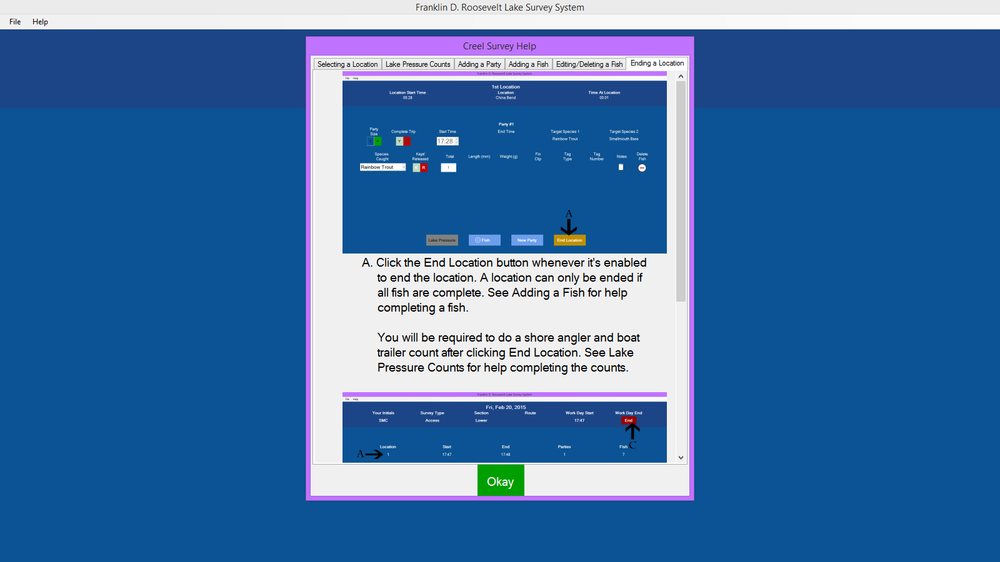 Franklin D. Roosevelt Lake Survey System
File Help
Creel Survey Help
Selecting a Location Lake Pressure Counts Adding a Party Adding a Fish Editing/Deleting a Fish Ending a Location
Franklin D. Roosevelt Lake Survey System
File Help
1st Location
Location Start Time Location Time At Location
05:28 China Bend 00:01
Party #1
Party Size Complete Trip Start Time End Time Target Species 1 Target Species 2
Y 17:28 Rainbow Trout Smallmouth Bass
Species Caught Kept/ Released Total Length (mm) Weight (g) Fin Clip Tag Type Tag Number Notes Delete Fish
Rainbow Trout K R 1
A
Lake Pressure Fish New Party End Location
A. Click the End Location button whenever it's enabled
to end the location. A location can only be ended if
all fish are complete. See Adding a Fish for help
completing a fish.
You will be required to do a shore angler and boat
trailer count after clicking End Location. See Lake
Pressure Counts for help completing the counts.
Franklin D. Roosevelt Lake Survey System
File Help
Fri, Feb 20, 2015
Your Initials Survey Type Section Route Work Day Start Work Day End
SMC Access Lower 17:47 End
C
Location Start End Parties Fish
A 1 17:47 17:48 1 7
Okay